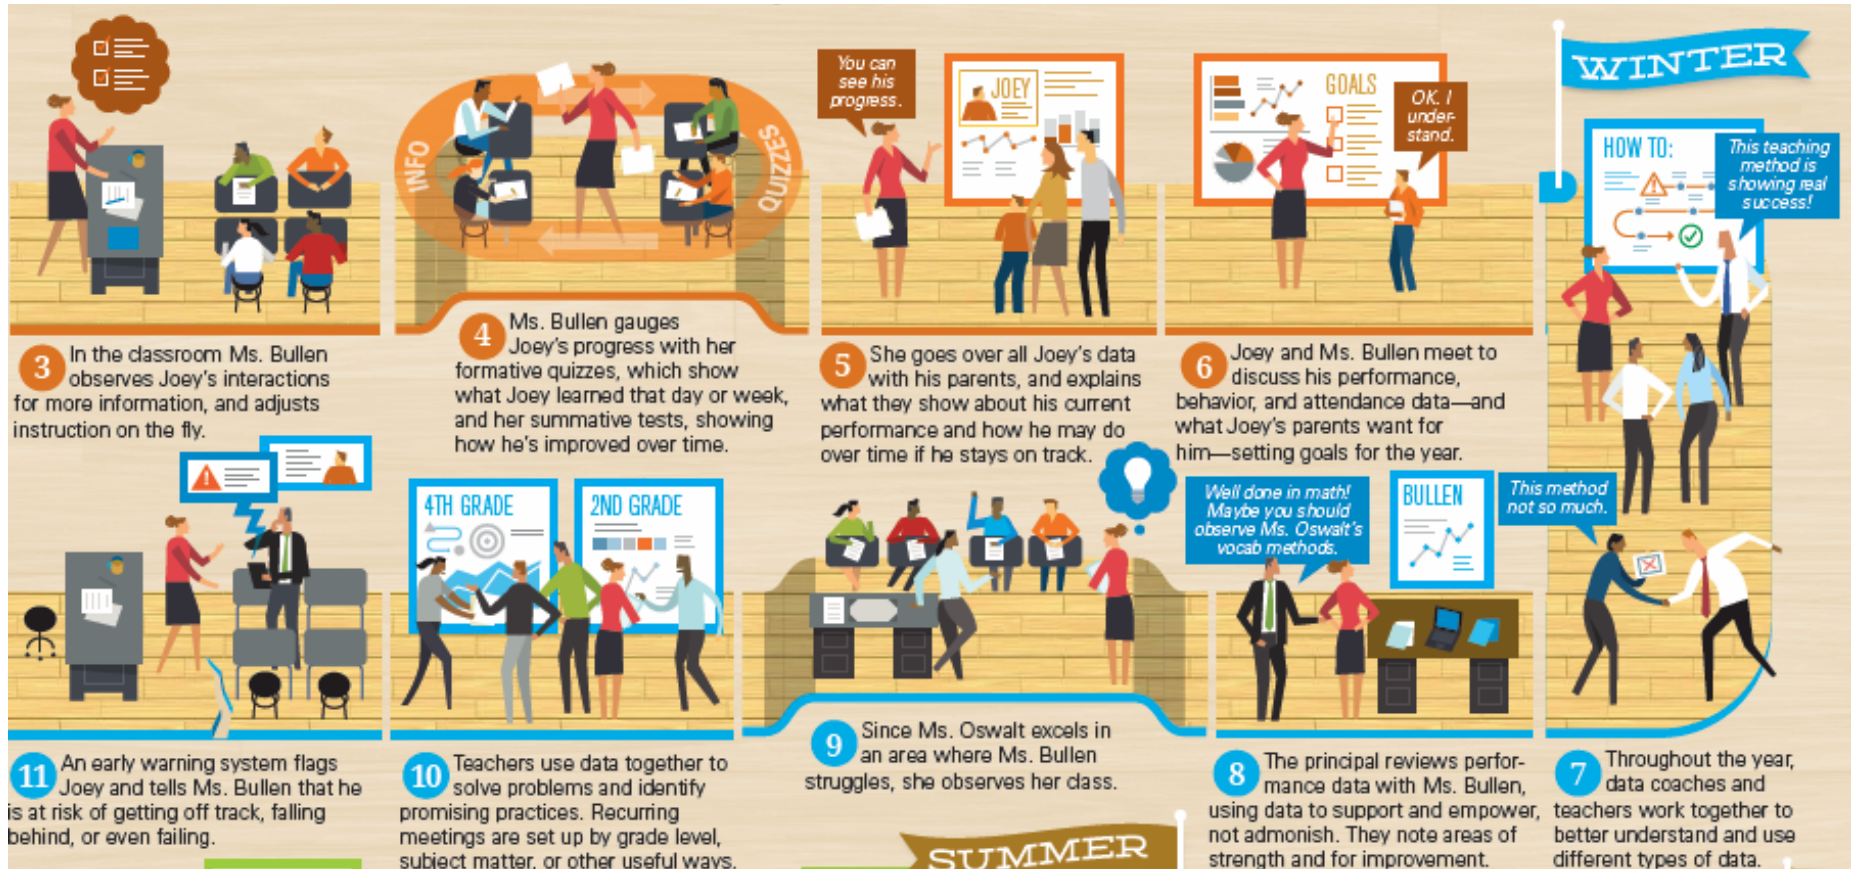 You can
see his
progress.
JOEY
GOALS
OK. I
under-
stand.
WINTER
HOW TO:
This teaching
method is
showing real
success!
INFO
QUIZZES
3 In the classroom Ms. Bullen
observes Joey's interactions
for more information, and adjusts
instruction on the fly.
4 Ms. Bullen gauges
Joey's progress with her
formative quizzes, which show
what Joey learned that day or week,
and her summative tests, showing
how he's improved over time.
5 She goes over all Joey's data
with his parents, and explains
what they show about his current
performance and how he may do
over time if he stays on track.
6 Joey and Ms. Bullen meet to
discuss his performance,
behavior, and attendance data—and
what Joey's parents want for
him—setting goals for the year.
This method
not so much.
7 Throughout the year,
data coaches and
teachers work together to
better understand and use
different types of data.
Well done in math!
Maybe you should
observe Ms. Oswalt's
vocab methods.
BULLEN
8 The principal reviews perfor-
mance data with Ms. Bullen,
using data to support and empower,
not admonish. They note areas of
strength and for improvement.
9 Since Ms. Oswalt excels in
an area where Ms. Bullen
struggles, she observes her class.
4TH GRADE
2ND GRADE
10 Teachers use data together to
solve problems and identify
promising practices. Recurring
meetings are set up by grade level,
subject matter, or other useful ways.
11 An early warning system flags
Joey and tells Ms. Bullen that he
is at risk of getting off track, falling
behind, or even failing.
SUMMER